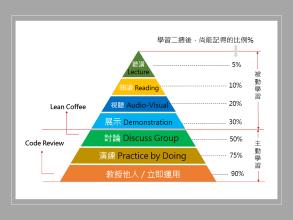 學習二週後，尚能記得的比例%
聽講
Lecture
5%
閱讀 Reading
10%
視聽 Audio-Visual
20%
展示 Demonstration
30%
討論 Discuss Group
50%
演練 Practice by Doing
75%
教授他人 / 立即運用
90%
Lean Coffee
Code Review
被動學習
主動學習